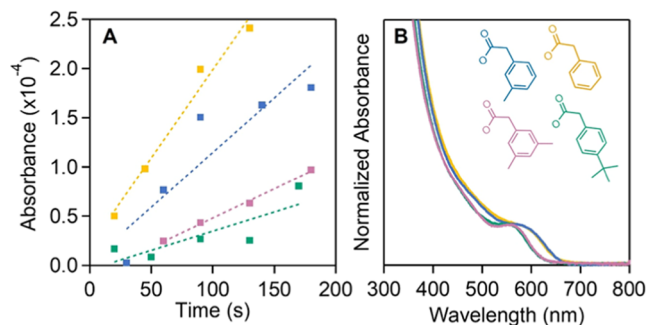 A
B
2.5
2.0
1.5
1.0
0.5
0.0
Absorbance (x10⁻⁴)
0
50
100
150
200
Time (s)
Normalized Absorbance
O
O
O
O
O
O
O
O
300
400
500
600
700
800
Wavelength (nm)